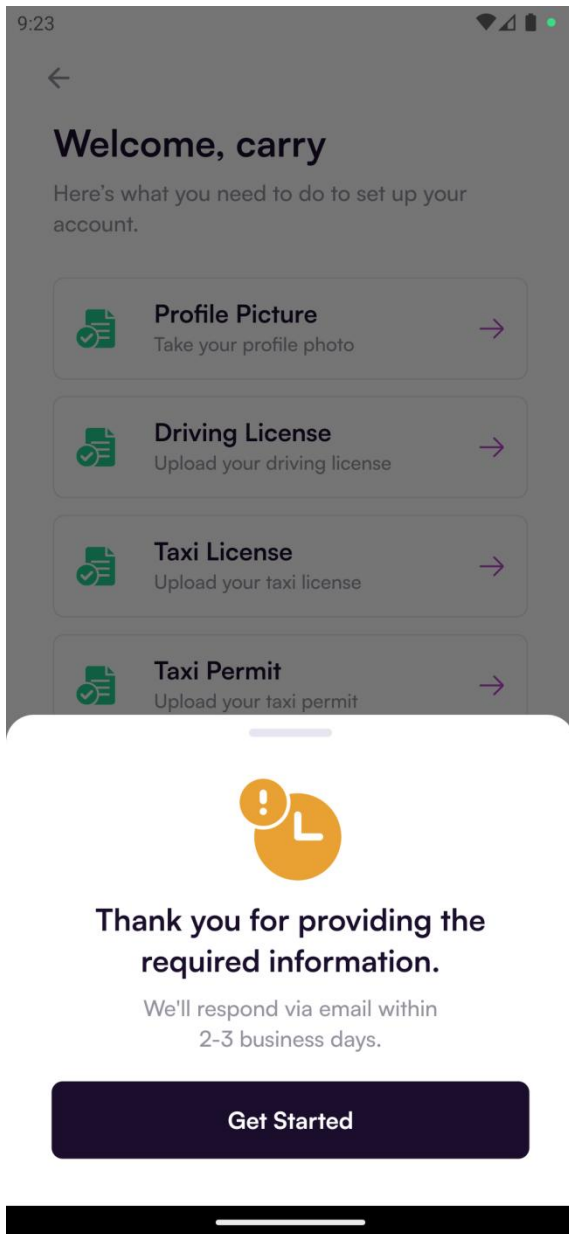 9:23
Welcome, carry
Here's what you need to do to set up your
account.
Profile Picture
Take your profile photo
Driving License
Upload your driving license
Taxi License
Upload your taxi license
Taxi Permit
Upload your taxi permit
Thank you for providing the
required information.
We'll respond via email within
2-3 business days.
Get Started